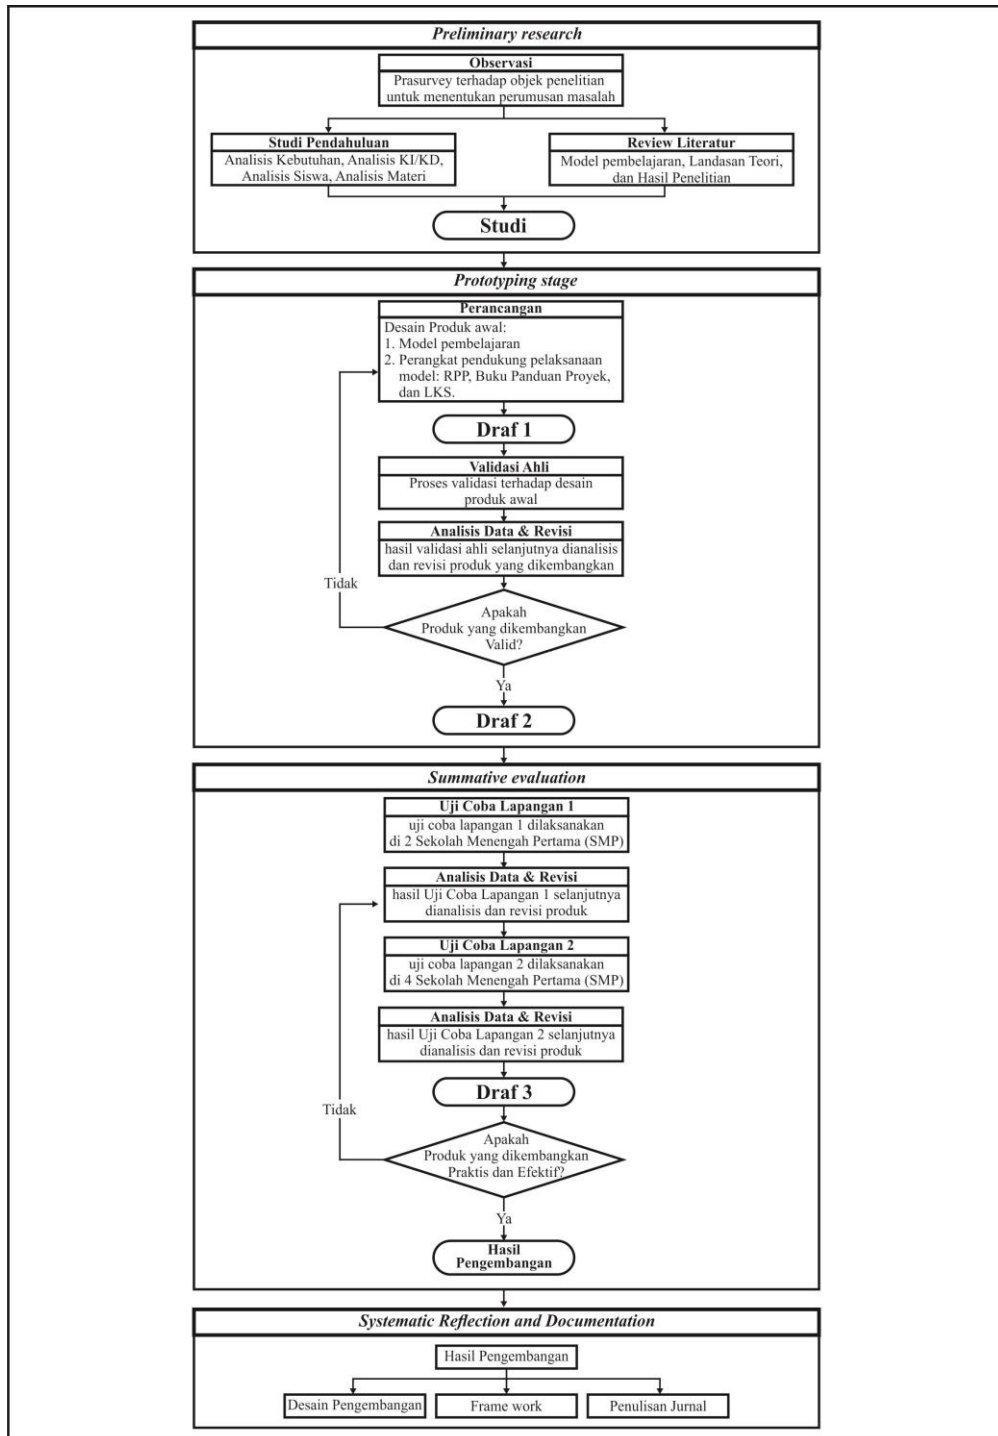 Preliminary research
Observasi
Prasurvey terhadap objek penelitian
untuk menentukan perumusan masalah
Studi Pendahuluan
Analisis Kebutuhan, Analisis KI/KD,
Analisis Siswa, Analisis Materi
Review Literatur
Model pembelajaran, Landasan Teori,
dan Hasil Penelitian
Studi
Prototyping stage
Perancangan
Desain Produk awal:
1. Model pembelajaran
2. Perangkat pendukung pelaksanaan
model: RPP, Buku Panduan Proyek,
dan LKS.
Draf 1
Validasi Ahli
Proses validasi terhadap desain
produk awal
Analisis Data & Revisi
hasil validasi ahli selanjutnya dianalisis
dan revisi produk yang dikembangkan
Tidak
Apakah
Produk yang dikembangkan
Valid?
Ya
Draf 2
Summative evaluation
Uji Coba Lapangan 1
uji coba lapangan 1 dilaksanakan
di 2 Sekolah Menengah Pertama (SMP)
Analisis Data & Revisi
hasil Uji Coba Lapangan 1 selanjutnya
dianalisis dan revisi produk
Uji Coba Lapangan 2
uji coba lapangan 2 dilaksanakan
di 4 Sekolah Menengah Pertama (SMP)
Analisis Data & Revisi
hasil Uji Coba Lapangan 2 selanjutnya
dianalisis dan revisi produk
Draf 3
Tidak
Apakah
Produk yang dikembangkan
Praktis dan Efektif?
Ya
Hasil
Pengembangan
Systematic Reflection and Documentation
Hasil Pengembangan
Desain Pengembangan
Frame work
Penulisan Jurnal